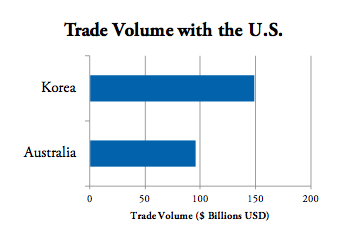 Trade Volume with the U.S.
Korea
Australia
0 50 100 150 200
Trade Volume ($ Billions USD)